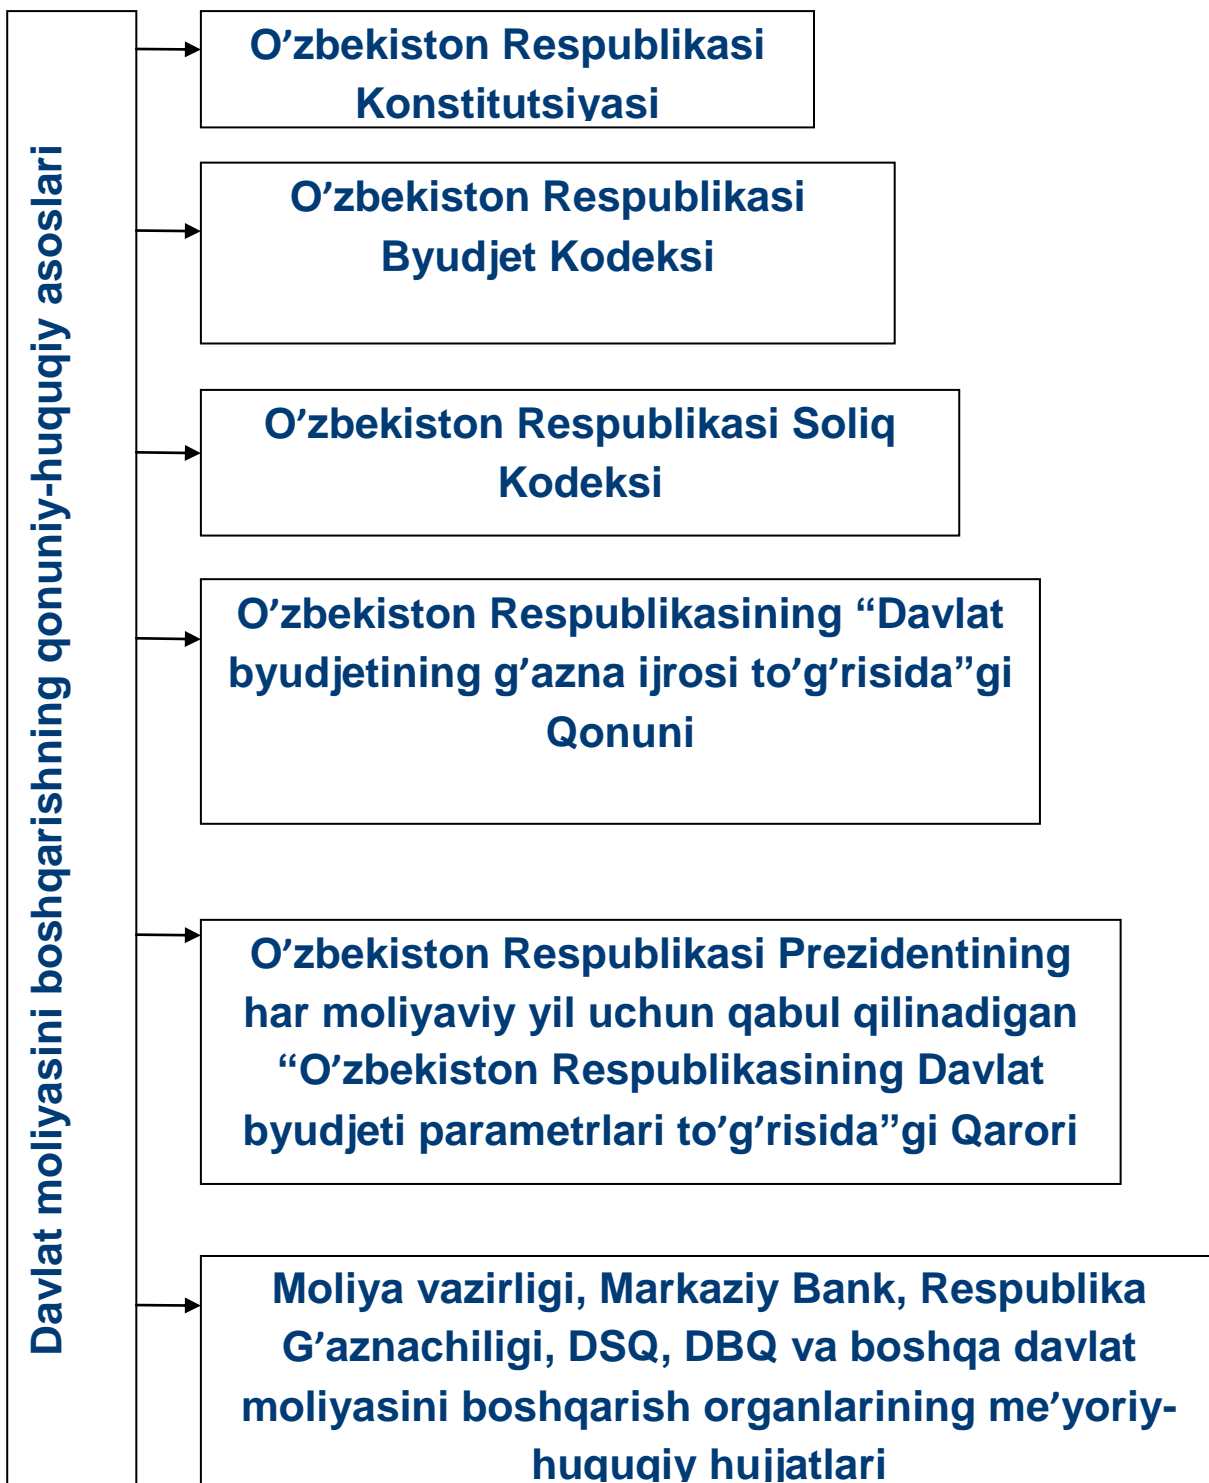 Davlat moliyasini boshqarishning qonuniy-huquqiy asoslari
O’zbekiston Respublikasi
Konstitutsiyasi
O’zbekiston Respublikasi
Byudjet Kodeksi
O’zbekiston Respublikasi Soliq
Kodeksi
O’zbekiston Respublikasining “Davlat
byudjetining g’azna ijrosi to’g’risida”gi
Qonuni
O’zbekiston Respublikasi Prezidentining
har moliyaviy yil uchun qabul qilinadigan
“O’zbekiston Respublikasining Davlat
byudjeti parametrlari to’g’risida”gi Qarori
Moliya vazirligi, Markaziy Bank, Respublika
G’aznachiligi, DSQ, DBQ va boshqa davlat
moliyasini boshqarish organlarining me’yoriy-
huquqiy hujjatlari